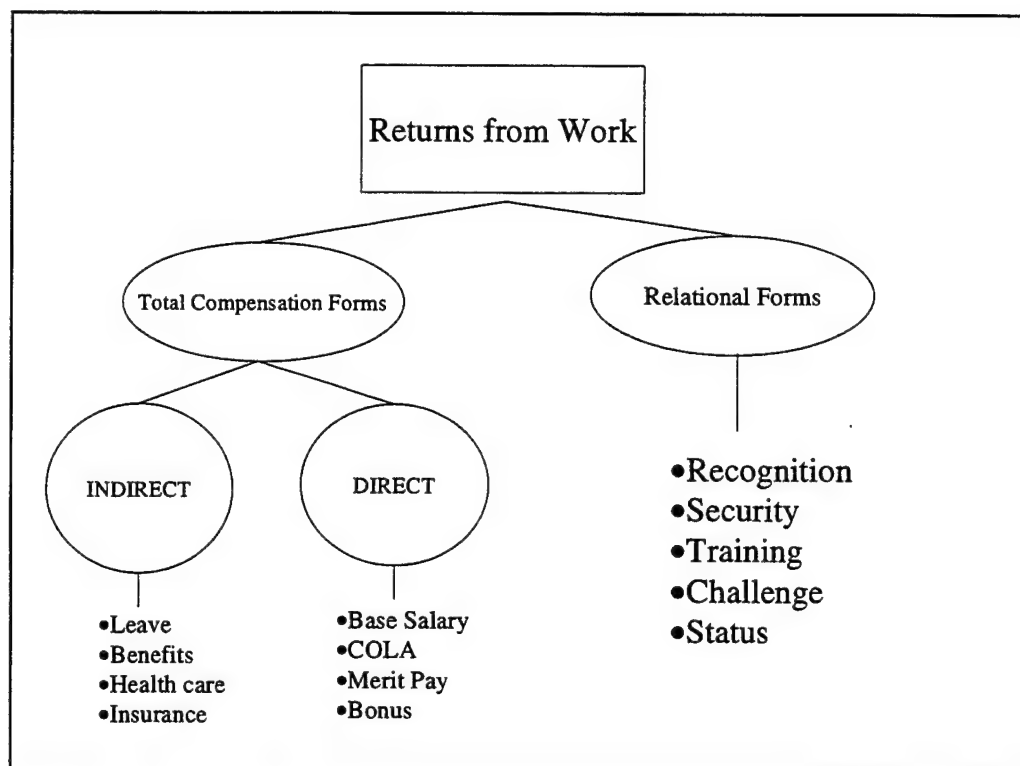 Returns from Work
Total Compensation Forms
Relational Forms
INDIRECT
DIRECT
•Leave
•Benefits
•Health care
•Insurance
•Base Salary
•COLA
•Merit Pay
•Bonus
•Recognition
•Security
•Training
•Challenge
•Status